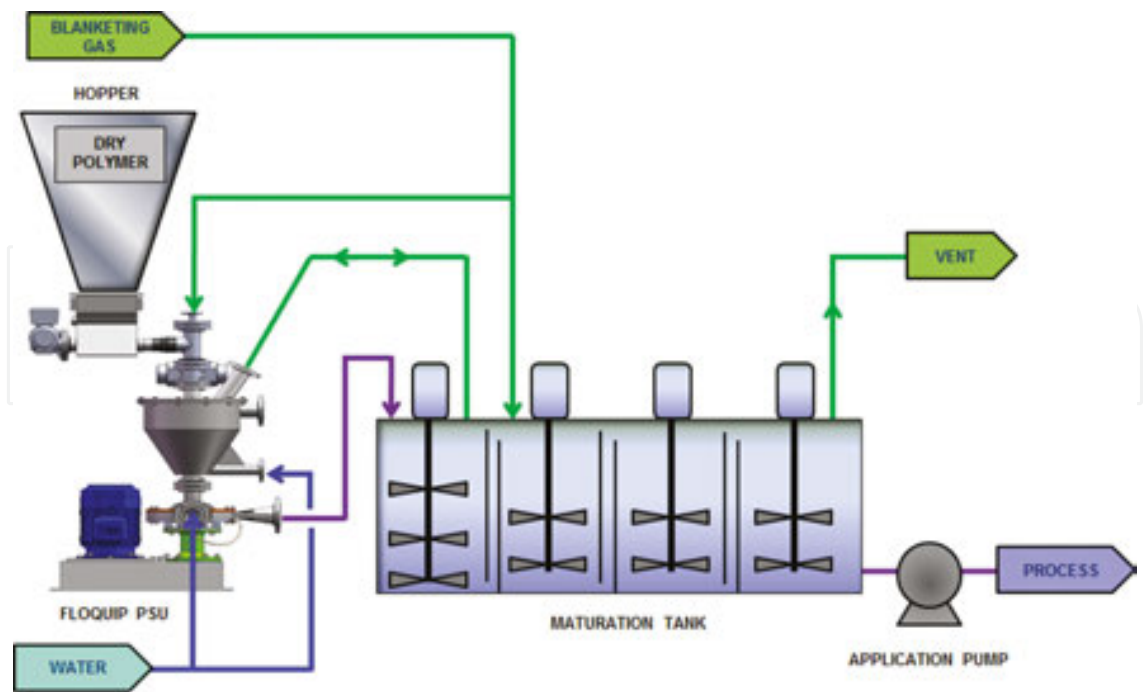 BLANKETING
GAS
HOPPER
DRY
POLYMER
VENT
FLOQUIP PSU
MATURATION TANK
PROCESS
WATER
APPLICATION PUMP